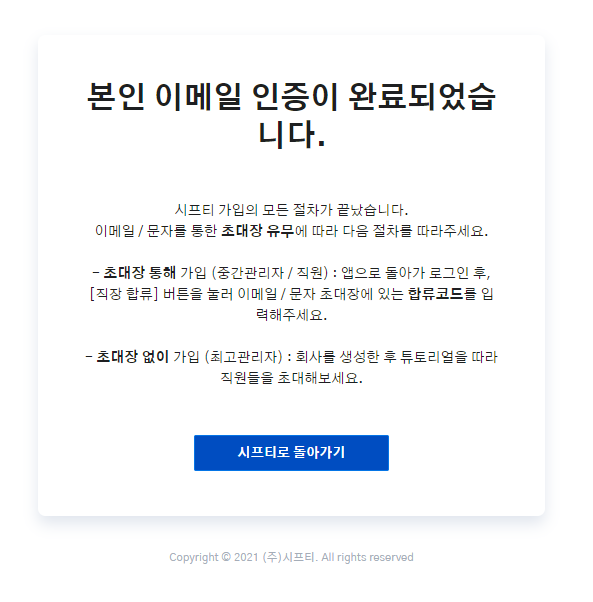 본인 이메일 인증이 완료되었습
니다.
시프티 가입의 모든 절차가 끝났습니다.
이메일 / 문자를 통한 초대장 유무에 따라 다음 절차를 따라주세요.
- 초대장 통해 가입 (중간관리자 / 직원) : 앱으로 돌아가 로그인 후,
[직장 합류] 버튼을 눌러 이메일 / 문자 초대장에 있는 합류코드를 입
력해주세요.
- 초대장 없이 가입 (최고관리자) : 회사를 생성한 후 튜토리얼을 따라
직원들을 초대해보세요.
시프티로 돌아가기
Copyright © 2021 (주)시프티. All rights reserved